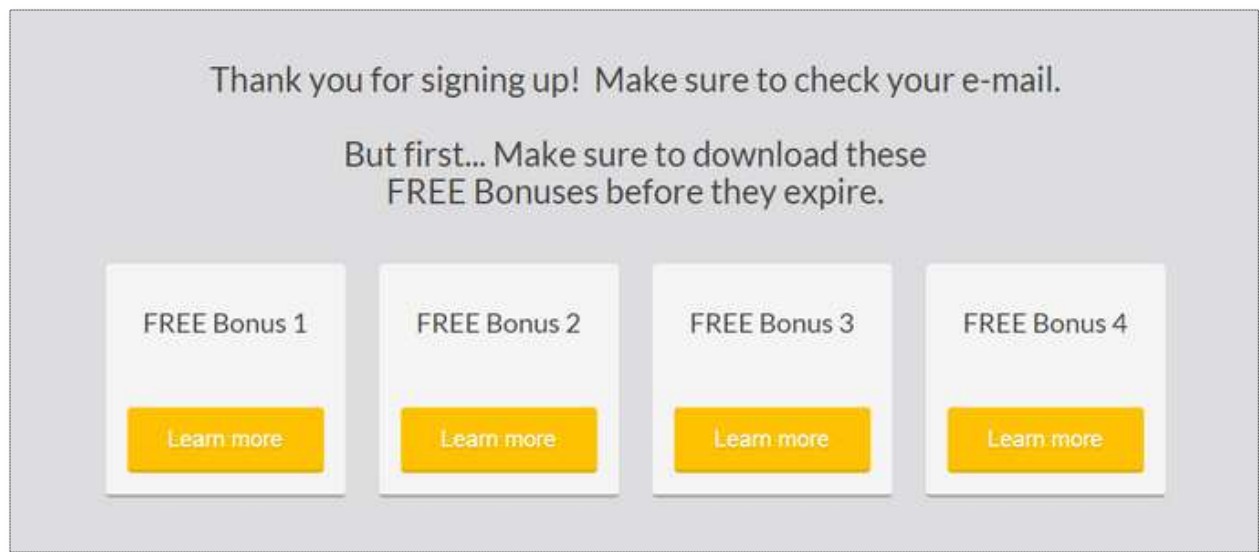 Thank you for signing up!  Make sure to check your e-mail.
But first... Make sure to download these
FREE Bonuses before they expire.
FREE Bonus 1
FREE Bonus 2
FREE Bonus 3
FREE Bonus 4
Learn more
Learn more
Learn more
Learn more